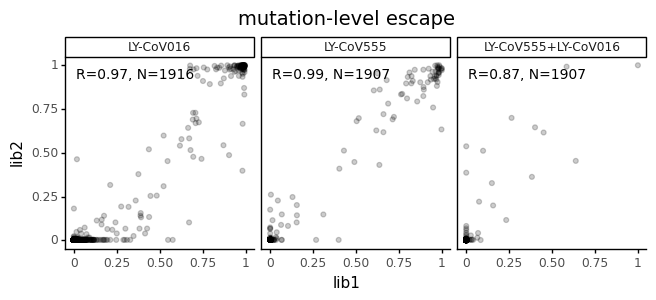 mutation-level escape
LY-CoV016
LY-CoV555
LY-CoV555+LY-CoV016
R=0.97, N=1916
R=0.99, N=1907
R=0.87, N=1907
1
0.75
0.50
0.25
0
lib2
0 0.25 0.50 0.75 1
0 0.25 0.50 0.75 1
0 0.25 0.50 0.75 1
lib1